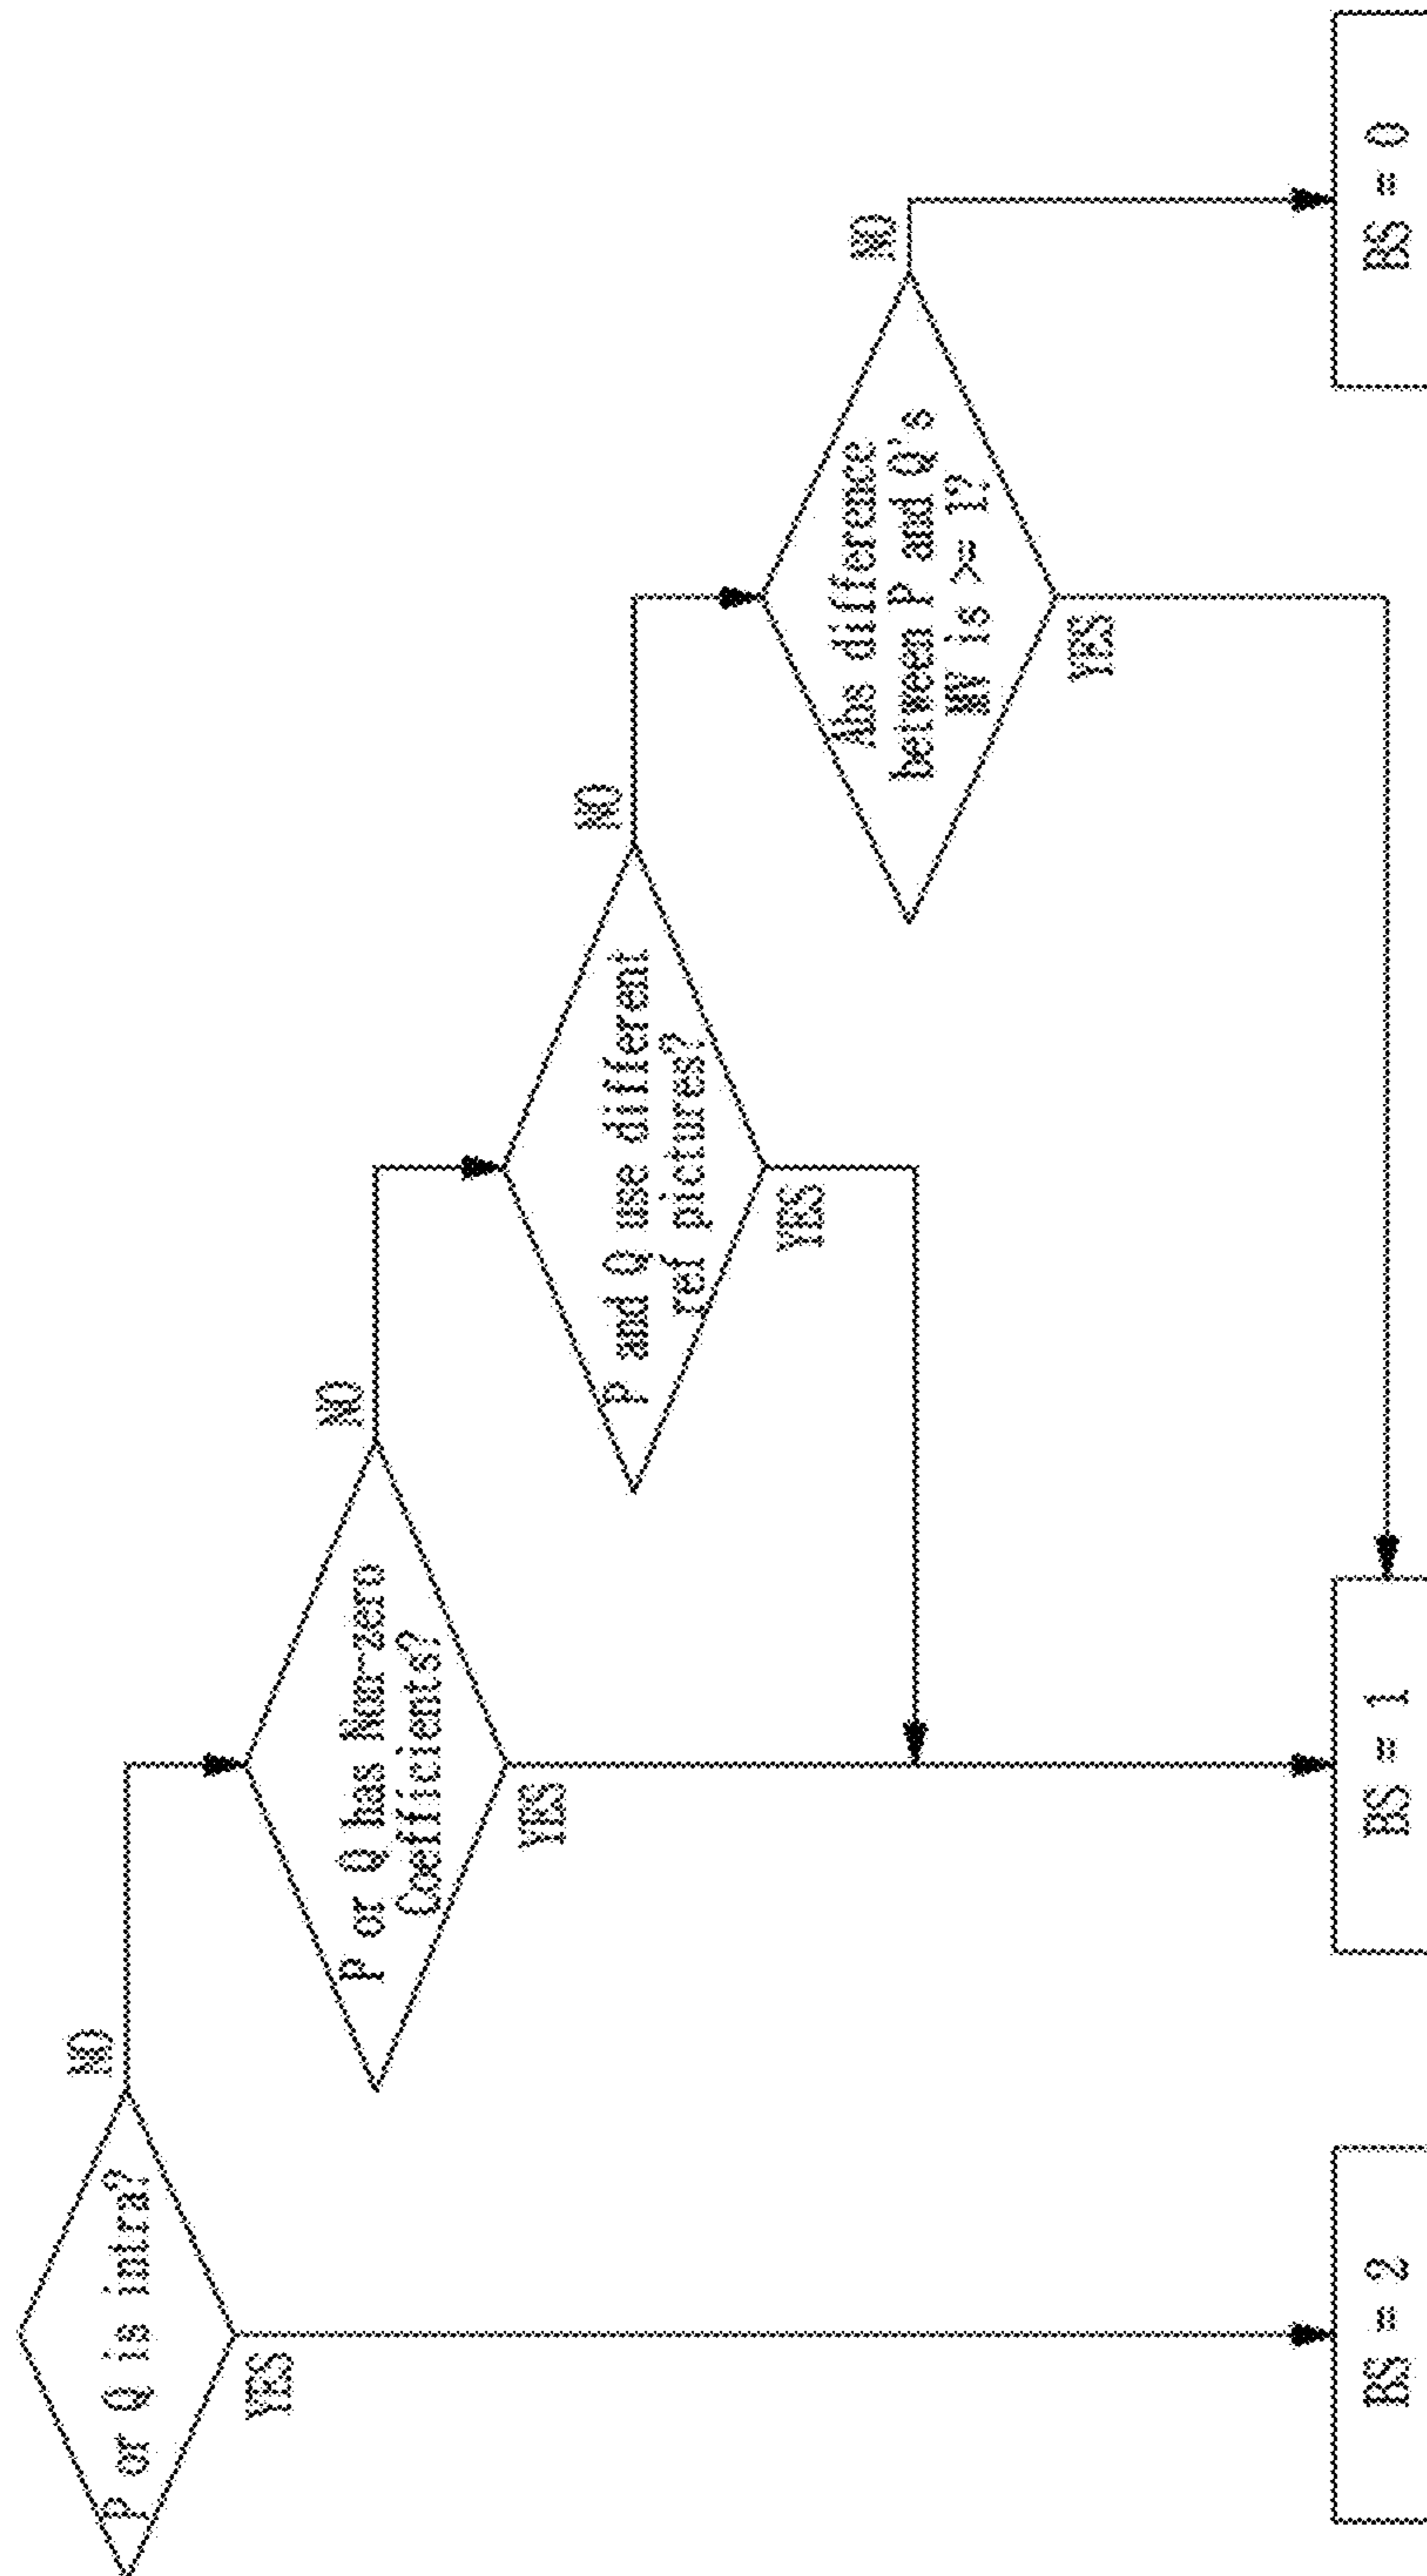 P or Q is intra?
NO
YES
P or Q has Non-zero
Coefficients?
NO
YES
P and Q use different
ref pictures?
NO
YES
Abs difference
between P and Q's
MV is >= 1?
NO
YES
BS = 2
BS = 1
BS = 0